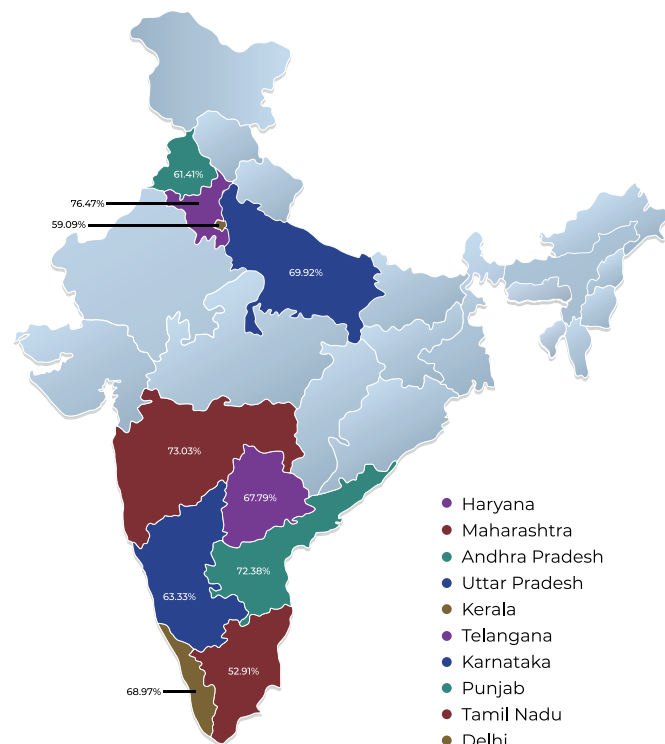 61.41%
76.47%
59.09%
69.92%
73.03%
67.79%
72.38%
63.33%
52.91%
68.97%
Haryana
Maharashtra
Andhra Pradesh
Uttar Pradesh
Kerala
Telangana
Karnataka
Punjab
Tamil Nadu
Delhi